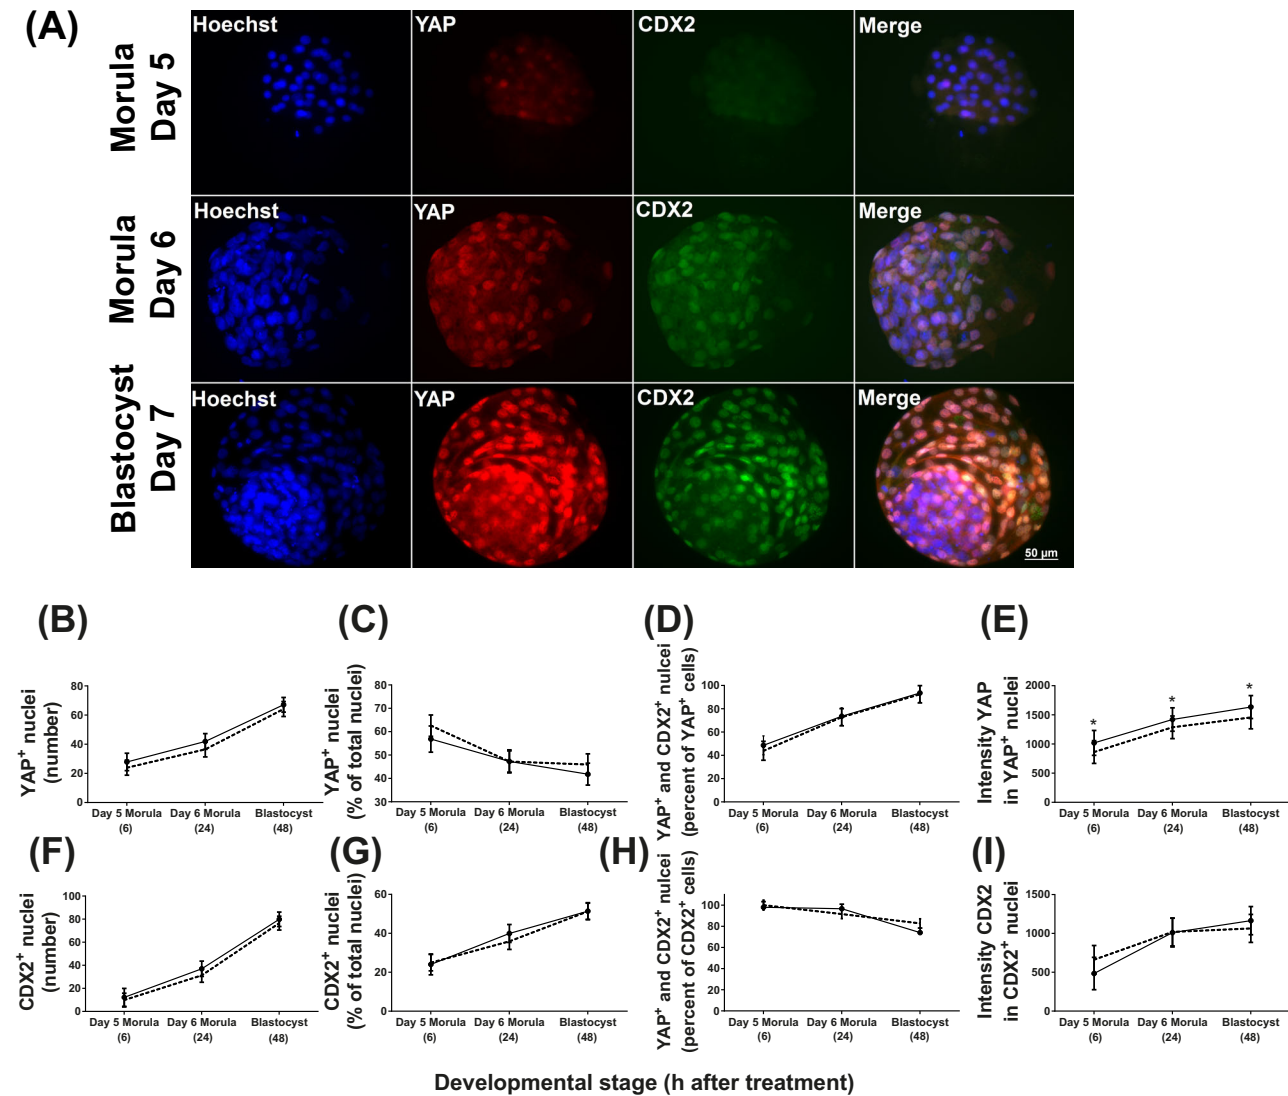 (A)
Morula
Day 5
Hoechst
YAP
CDX2
Merge
Morula
Day 6
Hoechst
YAP
CDX2
Merge
Blastocyst
Day 7
Hoechst
YAP
CDX2
Merge
50 µm
(B)
YAP+ nuclei
(number)
80
60
40
20
0
Day 5 Morula
(6)
Day 6 Morula
(24)
Blastocyst
(48)
(C)
YAP+ nuclei
(% of total nuclei)
80
70
60
50
40
30
Day 5 Morula
(6)
Day 6 Morula
(24)
Blastocyst
(48)
(D)
YAP+ and CDX2+ nulcei
(percent of YAP+ cells)
100
80
60
40
20
0
Day 5 Morula
(6)
Day 6 Morula
(24)
Blastocyst
(48)
(E)
Intensity YAP
in YAP+ nuclei
2000
1500
1000
500
0
*
*
*
Day 5 Morula
(6)
Day 6 Morula
(24)
Blastocyst
(48)
(F)
CDX2+ nuclei
(number)
100
80
60
40
20
0
Day 5 Morula
(6)
Day 6 Morula
(24)
Blastocyst
(48)
(G)
CDX2+ nuclei
(% of total nuclei)
60
40
20
0
Day 5 Morula
(6)
Day 6 Morula
(24)
Blastocyst
(48)
(H)
YAP+ and CDX2+ nulcei
(percent of CDX2+ cells)
100
80
60
40
20
0
Day 5 Morula
(6)
Day 6 Morula
(24)
Blastocyst
(48)
(I)
Intensity CDX2
in CDX2+ nuclei
1500
1000
500
0
Day 5 Morula
(6)
Day 6 Morula
(24)
Blastocyst
(48)
Developmental stage (h after treatment)